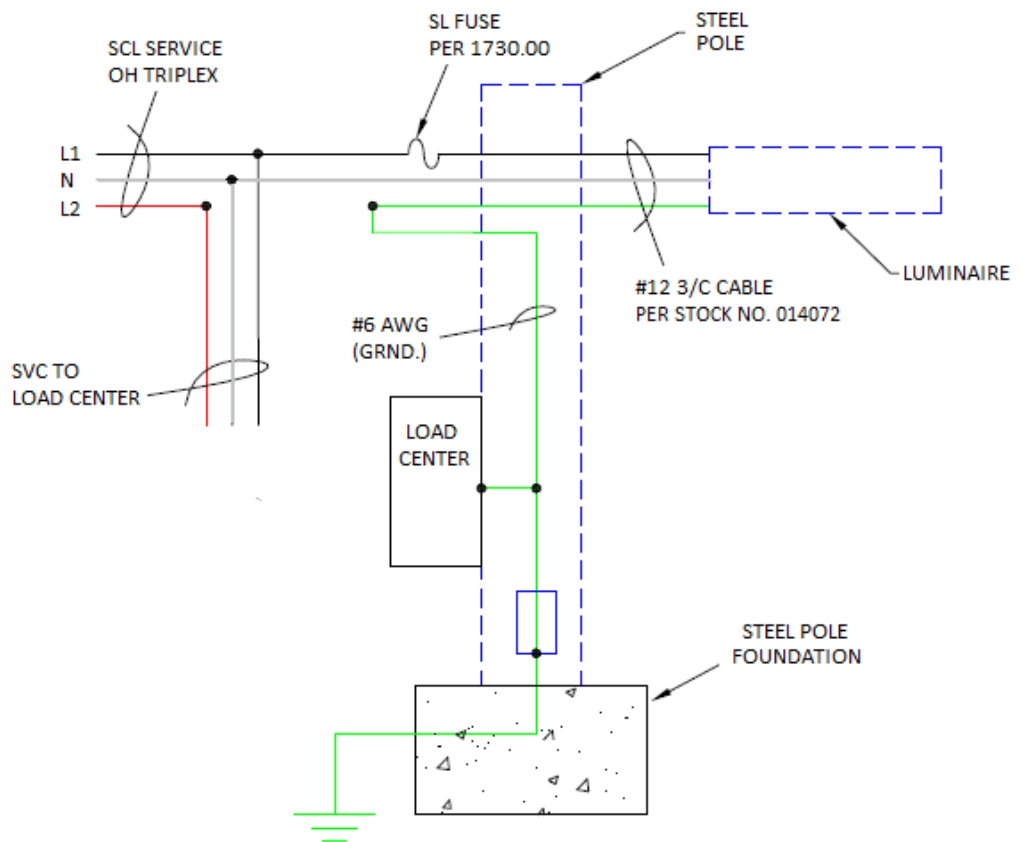 SL FUSE
PER 1730.00
STEEL
POLE
SCL SERVICE
OH TRIPLEX
L1
N
L2
LUMINAIRE
#12 3/C CABLE
PER STOCK NO. 014072
#6 AWG
(GRND.)
SVC TO
LOAD CENTER
LOAD
CENTER
STEEL POLE
FOUNDATION